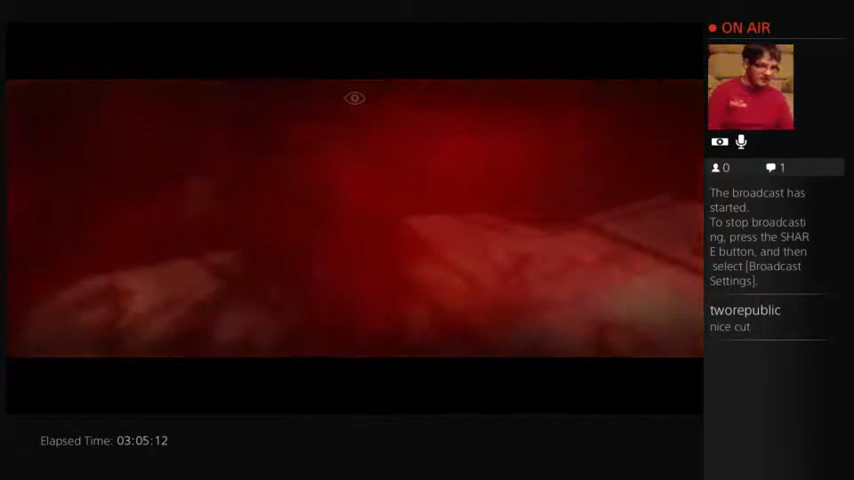 ON AIR
0 1
The broadcast has
started.
To stop broadcasti
ng, press the SHAR
E button, and then
select [Broadcast
Settings].
tworepublic
nice cut
Elapsed Time: 03:05:12